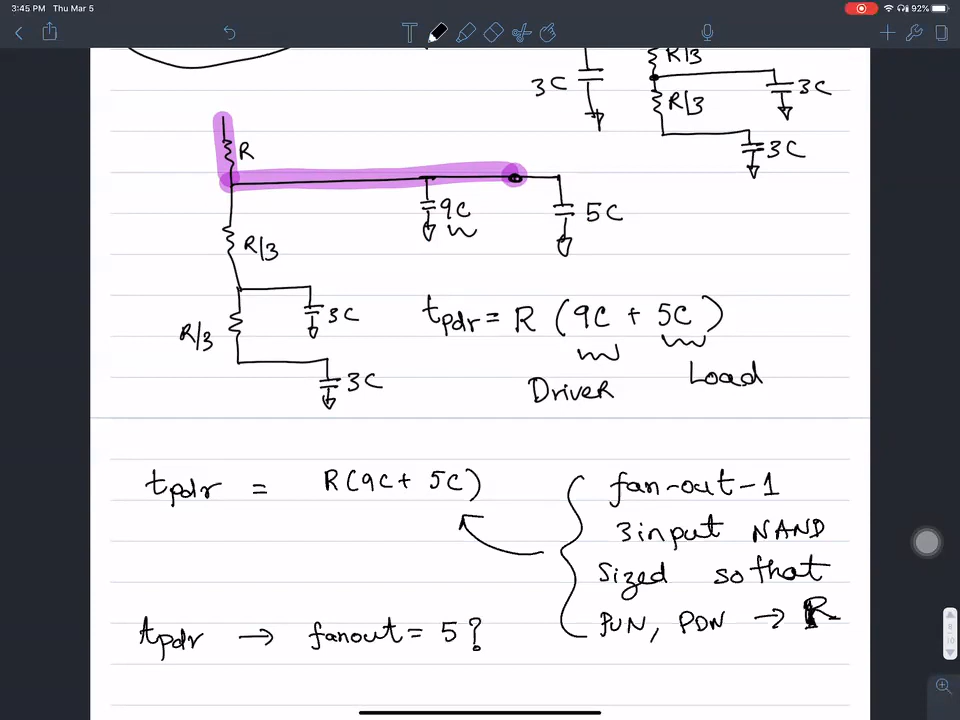 3:45 PM Thu Mar 5
92%
T
R/3
3C
3C
R/3
3C
R
9C
5C
R/3
3C
R/3
3C
tpdr = R (9C + 5C)
Driver
Load
tpdr = R(9C + 5C)
fan-out-1
3input NAND
Sized so that
PUN, PDN → R
tpdr → fanout = 5?